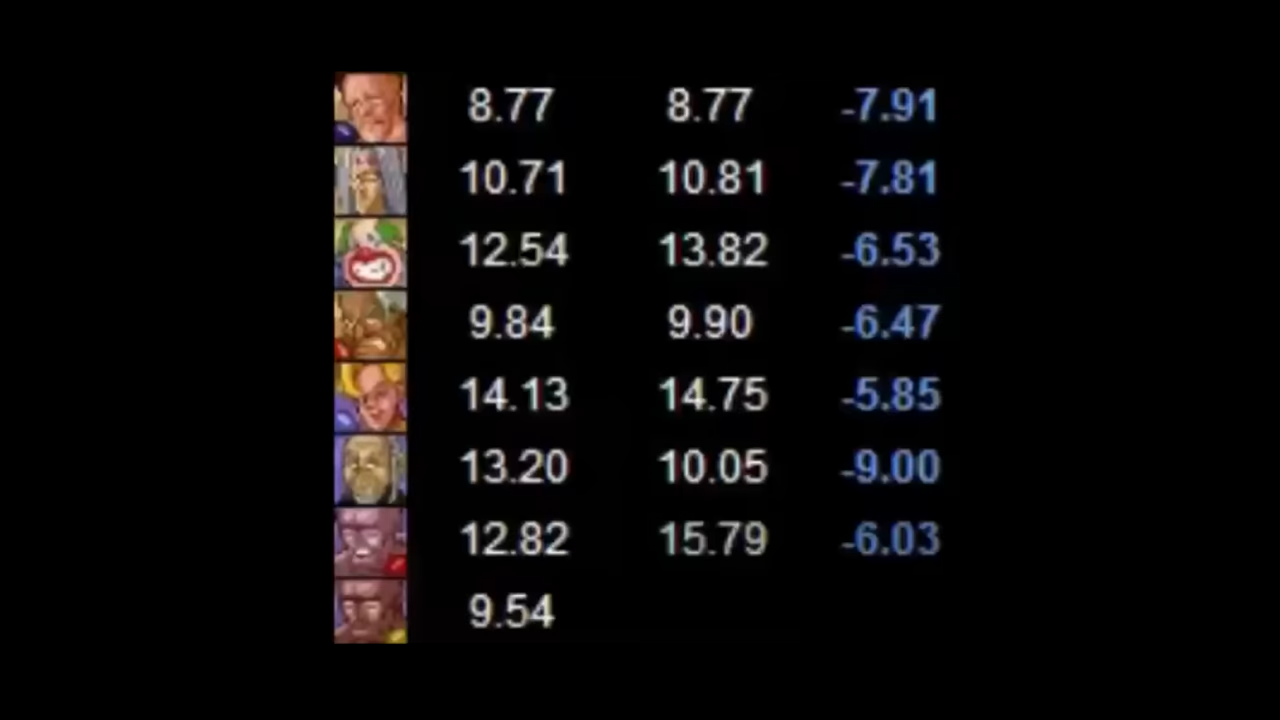 8.77 8.77 -7.91
10.71 10.81 -7.81
12.54 13.82 -6.53
9.84 9.90 -6.47
14.13 14.75 -5.85
13.20 10.05 -9.00
12.82 15.79 -6.03
9.54